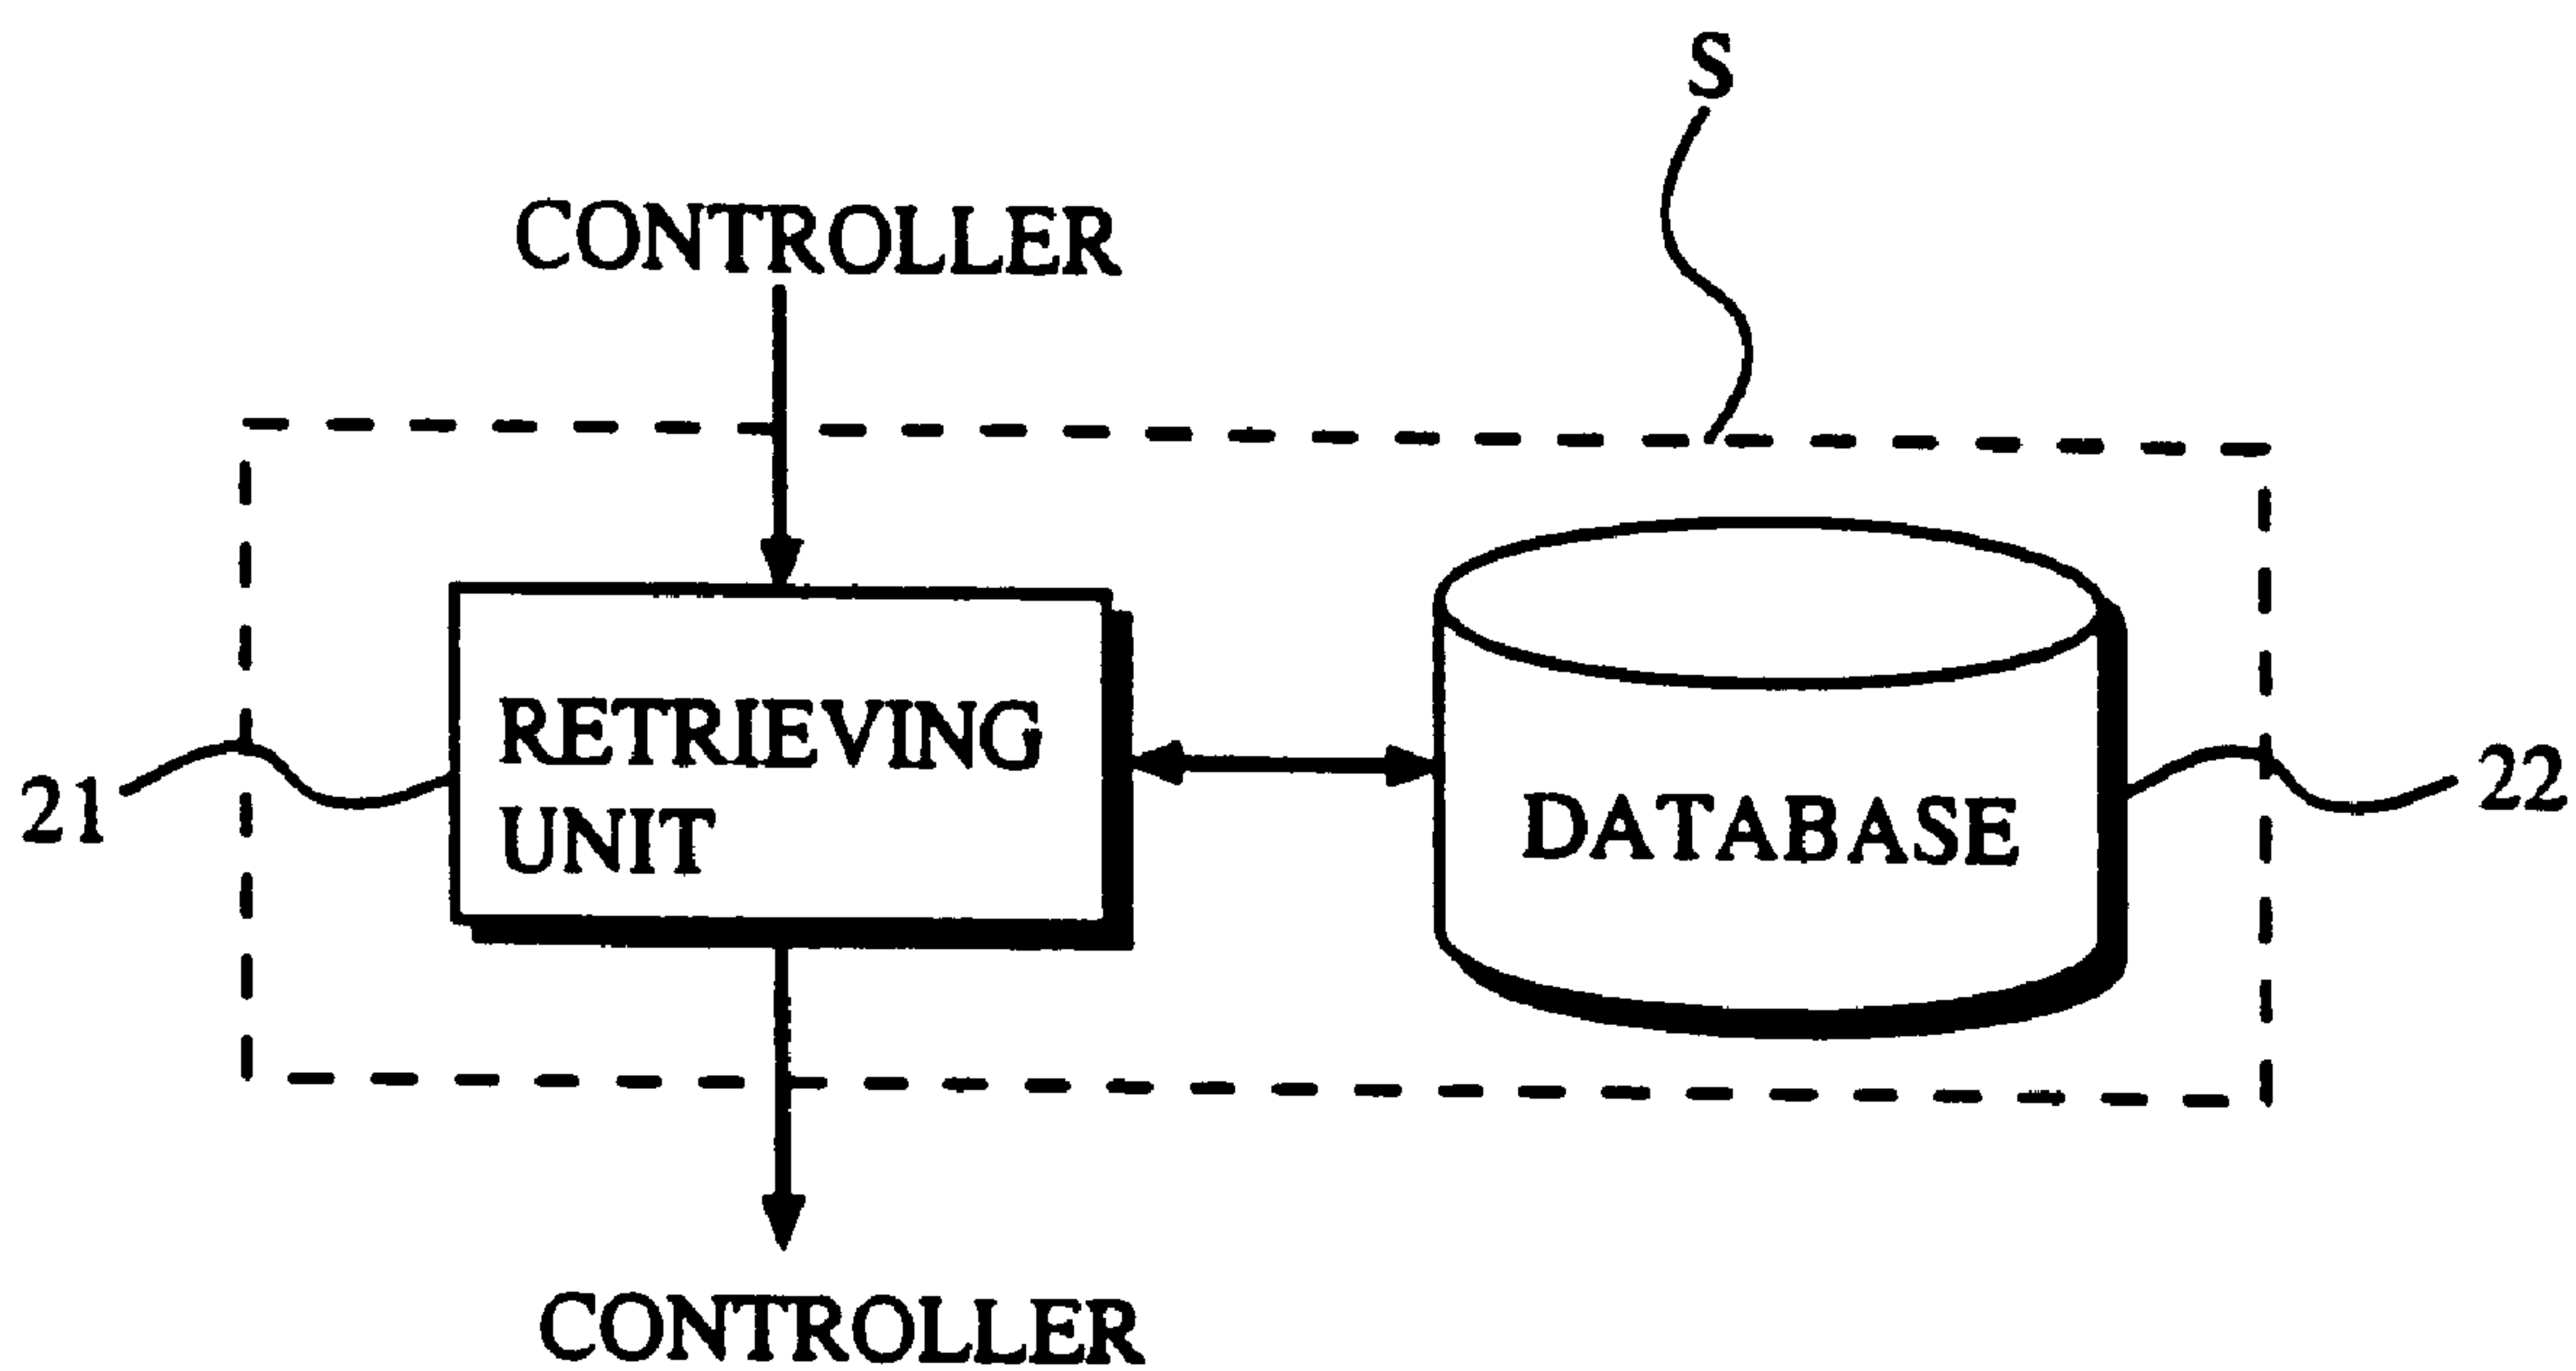 S
CONTROLLER
RETRIEVING
UNIT
DATABASE
21
22
CONTROLLER